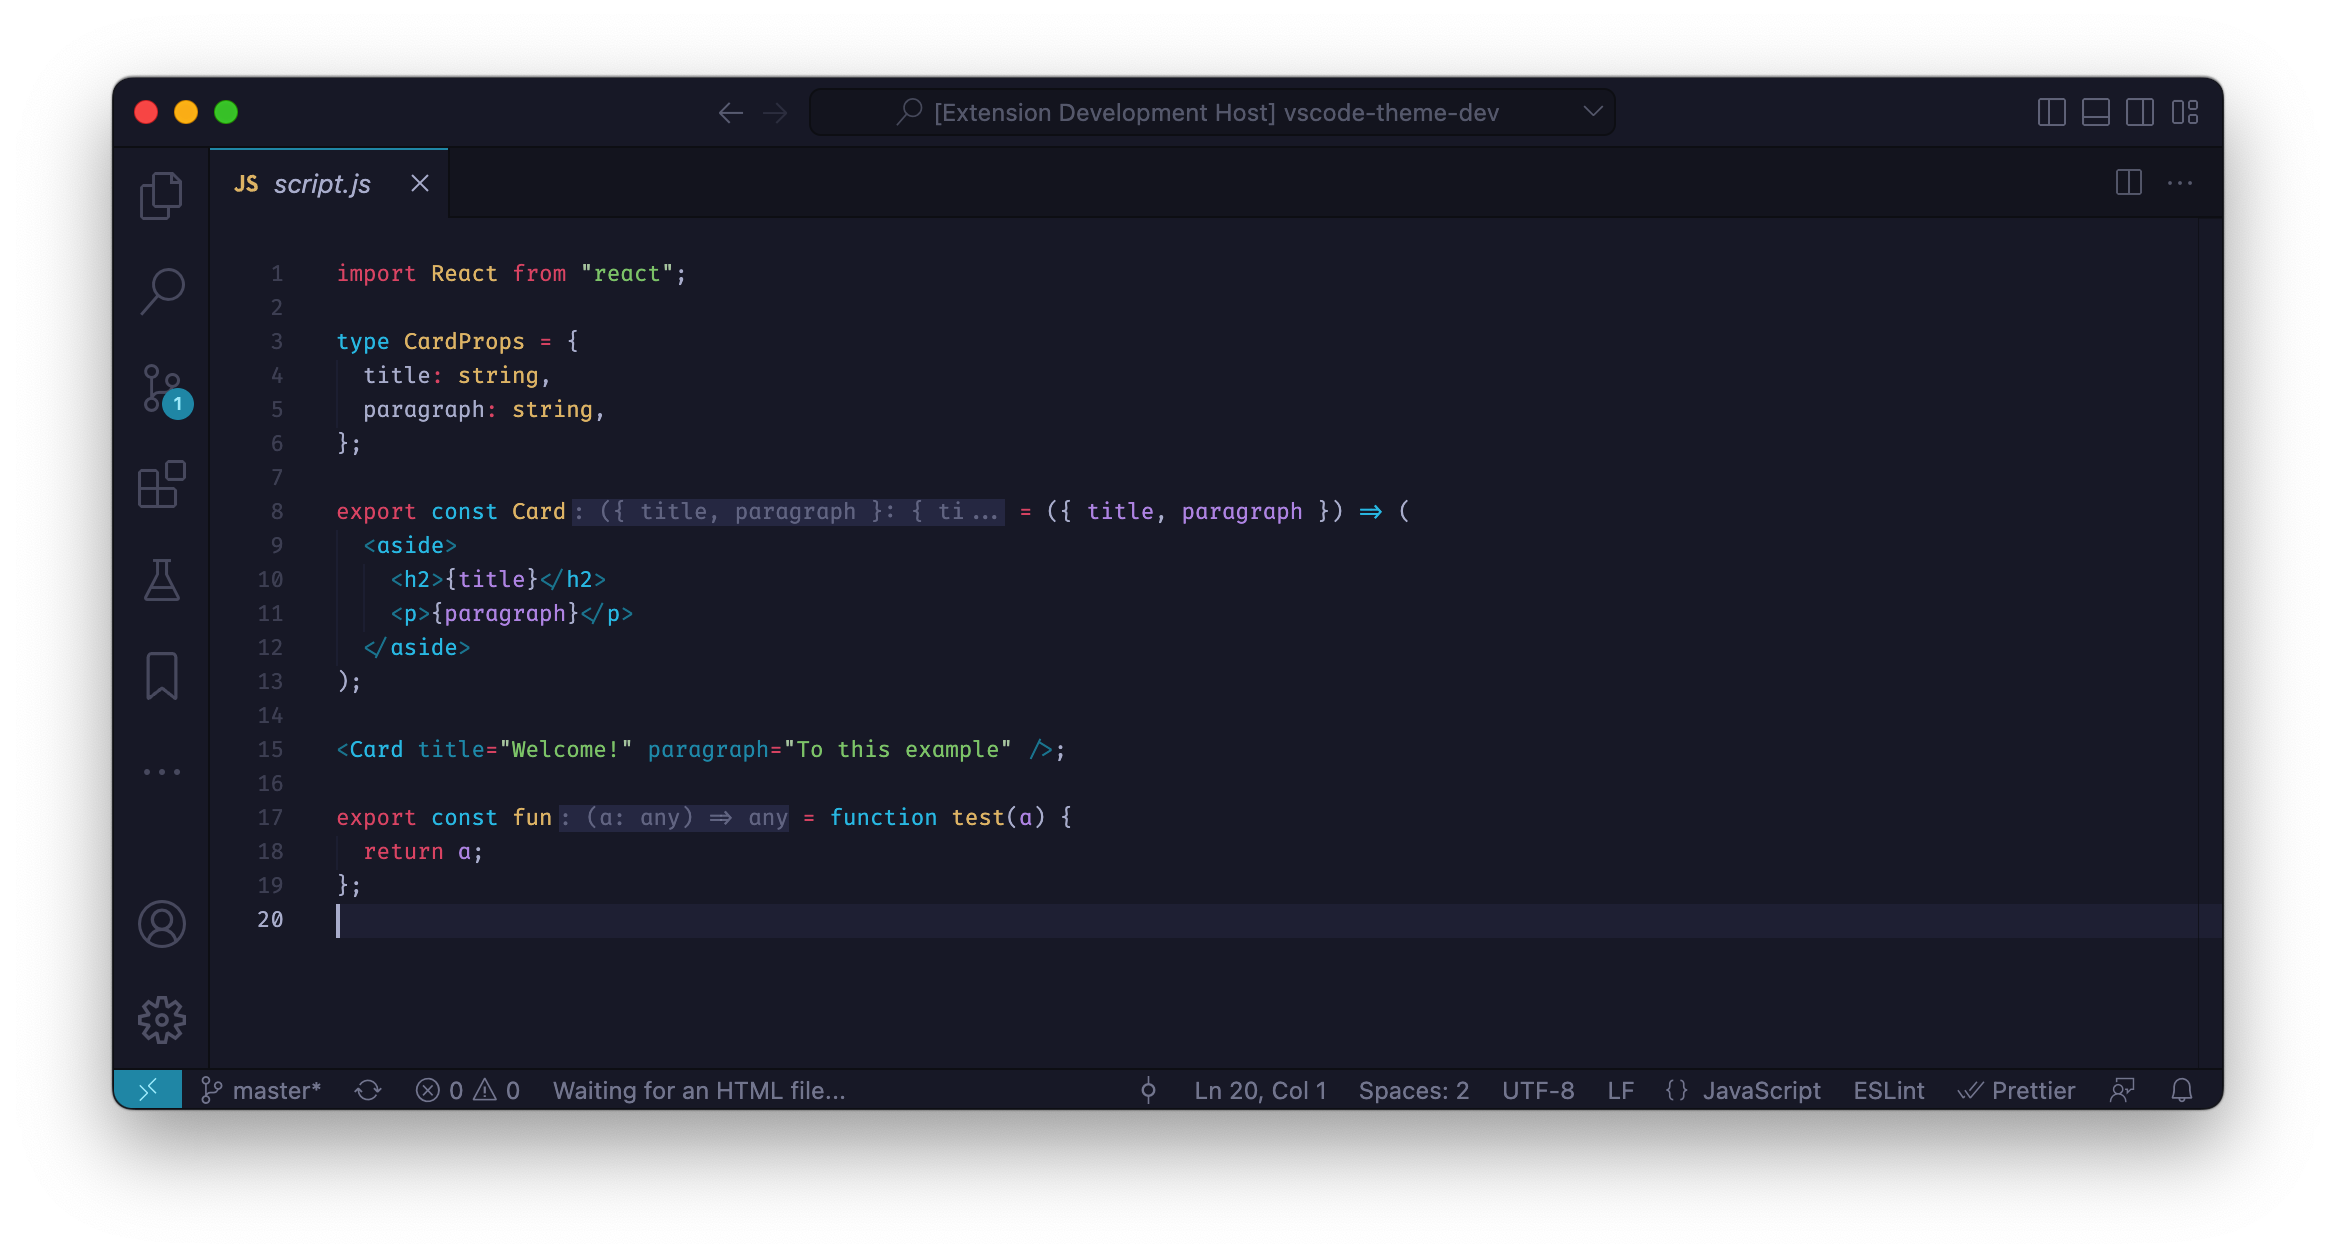 [Extension Development Host] vscode-theme-dev
JS script.js
1 import React from "react";
2
3 type CardProps = {
4   title: string,
5   paragraph: string,
6 };
7
8 export const Card: ({ title, paragraph }: { ti... = ({ title, paragraph }) => (
9   <aside>
10     <h2>{title}</h2>
11     <p>{paragraph}</p>
12   </aside>
13 );
14
15 <Card title="Welcome!" paragraph="To this example" />;
16
17 export const fun: (a: any) => any = function test(a) {
18   return a;
19 };
20
1
master* 0 0 Waiting for an HTML file... Ln 20, Col 1 Spaces: 2 UTF-8 LF {} JavaScript ESLint Prettier